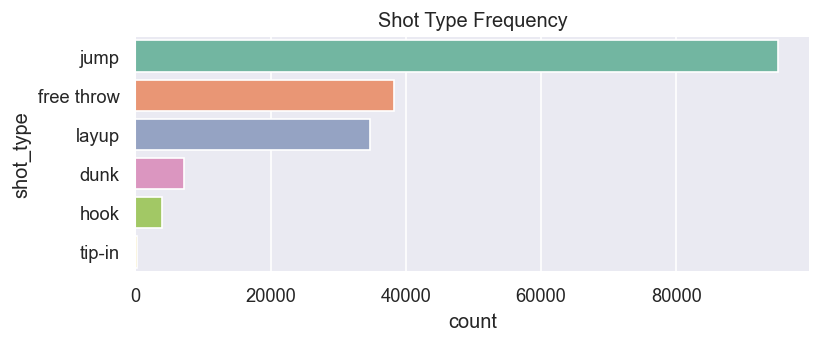 Shot Type Frequency
shot_type
jump
free throw
layup
dunk
hook
tip-in
0 20000 40000 60000 80000
count